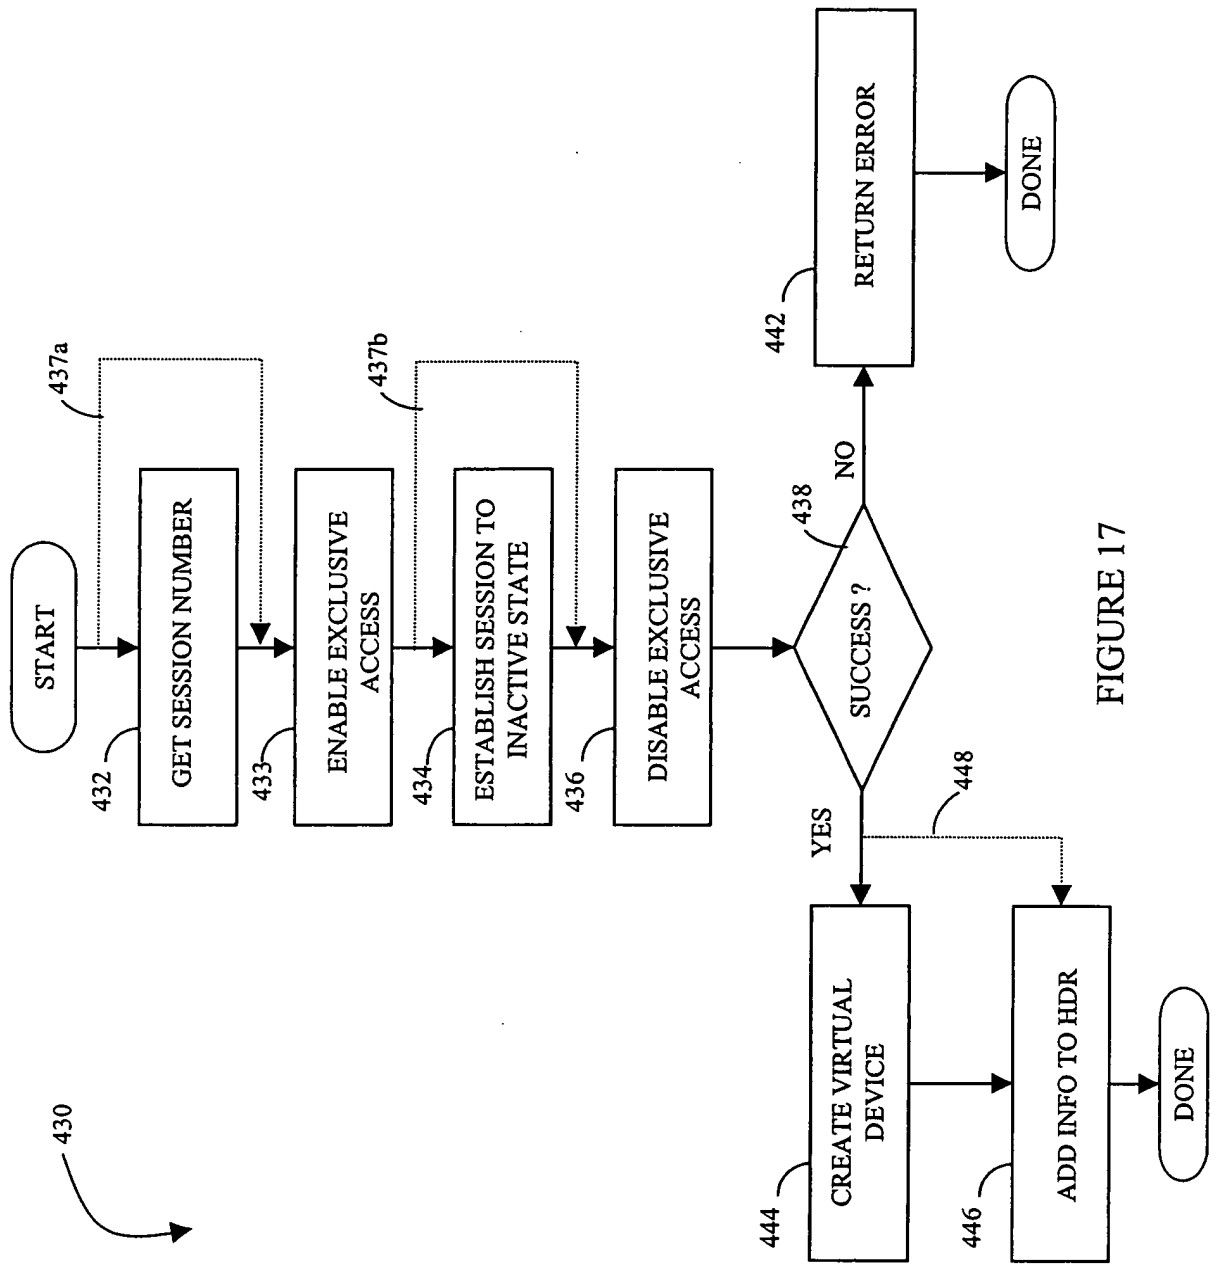 430
START
437a
432
GET SESSION NUMBER
433
ENABLE EXCLUSIVE
ACCESS
437b
434
ESTABLISH SESSION TO
INACTIVE STATE
436
DISABLE EXCLUSIVE
ACCESS
438
SUCCESS ?
NO
442
RETURN ERROR
DONE
YES
448
444
CREATE VIRTUAL
DEVICE
446
ADD INFO TO HDR
DONE
FIGURE 17